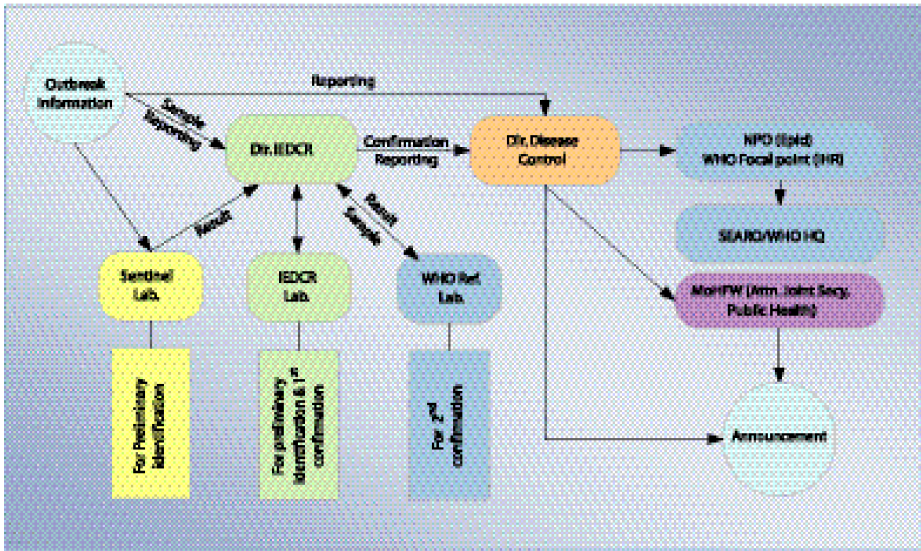 Outbreak
Information
Reporting
Sample
Reporting
Dir. IEDCR
Confirmation
Reporting
Dir. Disease
Control
NPO (Epid)
WHO Focal point (IHR)
SEARO/WHO HQ
MoHFW (Attn. Joint Secy,
Public Health)
Announcement
Result
Result
Sample
Sentinel
Lab.
IEDCR
Lab.
WHO Ref.
Lab.
For Preliminary
identification
For preliminary
identification & 1st
confirmation
For 2nd
confirmation